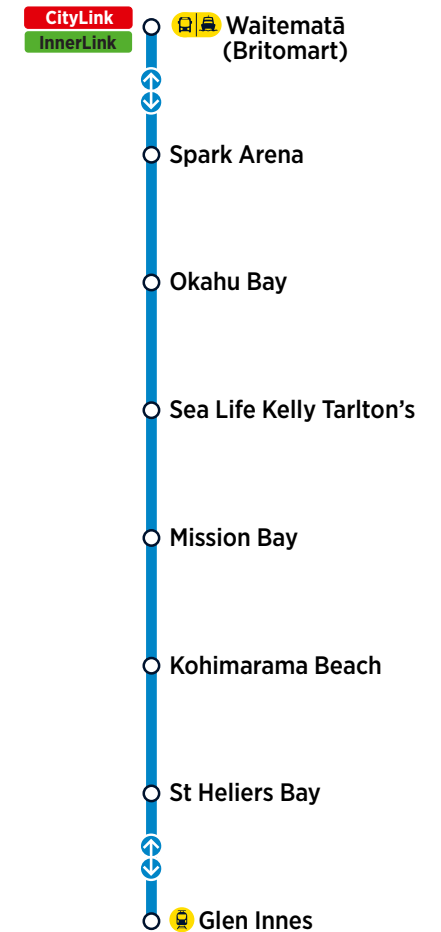 CityLink
InnerLink
Waitematā
(Britomart)
Spark Arena
Okahu Bay
Sea Life Kelly Tarlton’s
Mission Bay
Kohimarama Beach
St Heliers Bay
Glen Innes